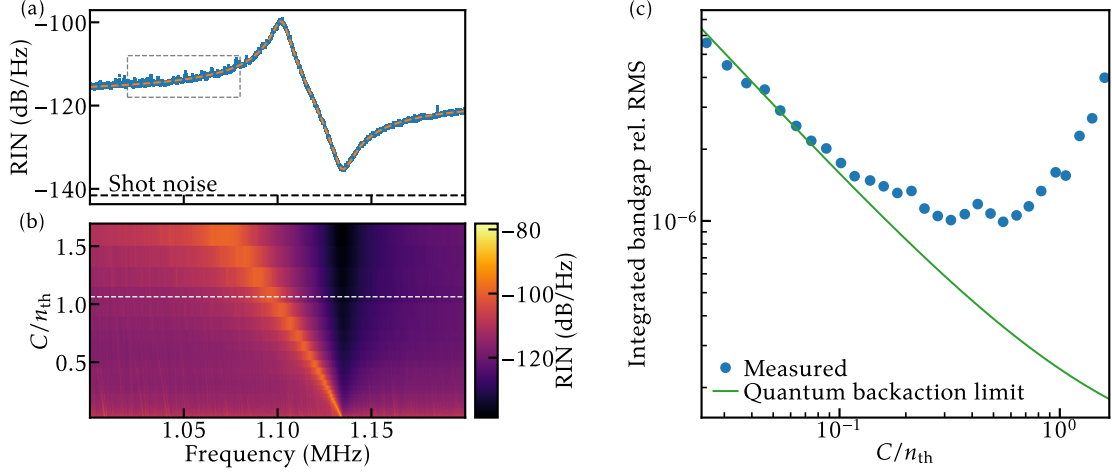 (a)
RIN (dB/Hz)
−100
−120
−140
Shot noise
(b)
C/nth
1.5
1.0
0.5
1.05
1.10
1.15
Frequency (MHz)
−80
−100
−120
RIN (dB/Hz)
(c)
Integrated bandgap rel. RMS
10−6
Measured
Quantum backaction limit
10−1
100
C/nth